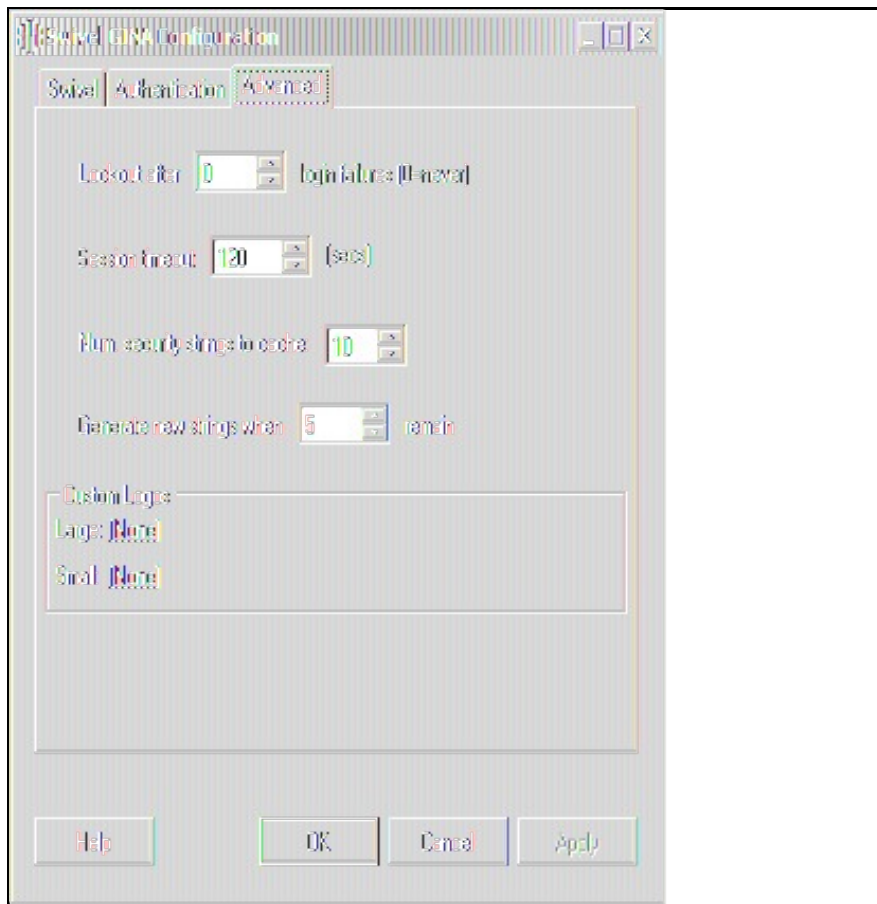 Swivel GINA Configuration
Swivel Authentication Advanced
Lockout after 0 login failures (0=never)
Session timeout: 120 (secs)
Num security strings to cache 10
Generate new strings when 5 remain
Custom Logos
Large: (None)
Small: (None)
Help OK Cancel Apply